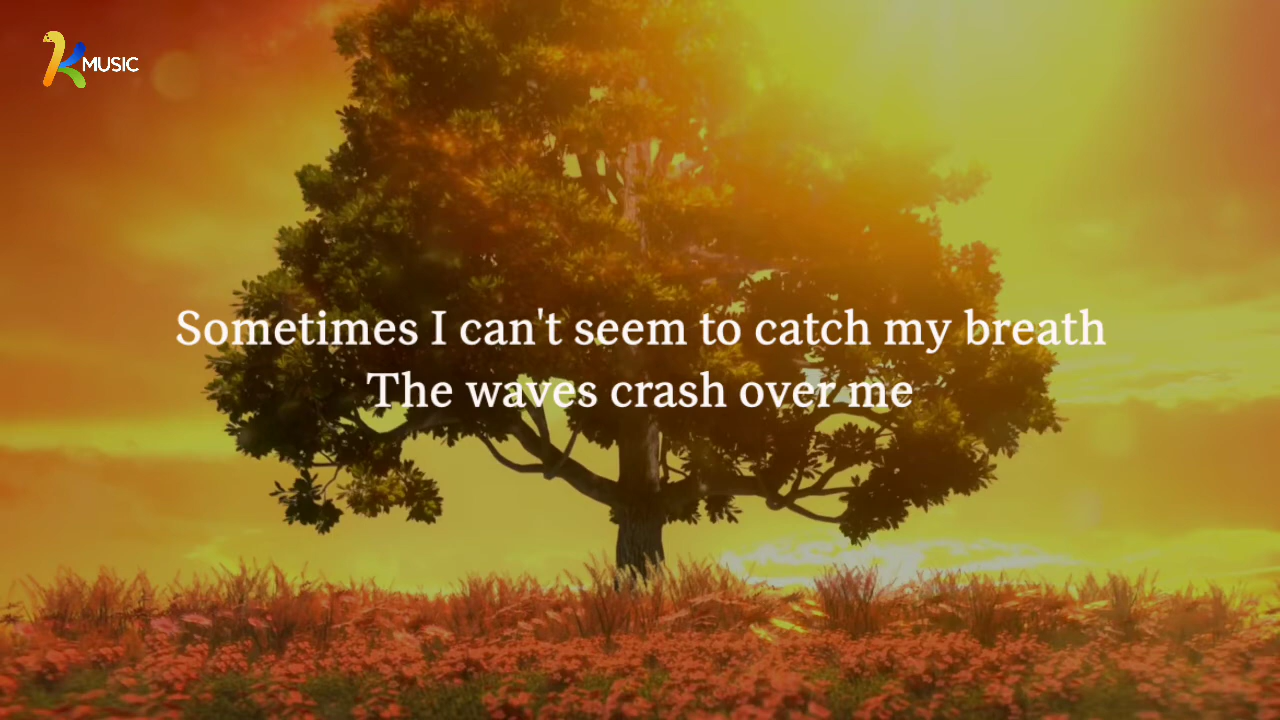 K MUSIC
Sometimes I can't seem to catch my breath
The waves crash over me